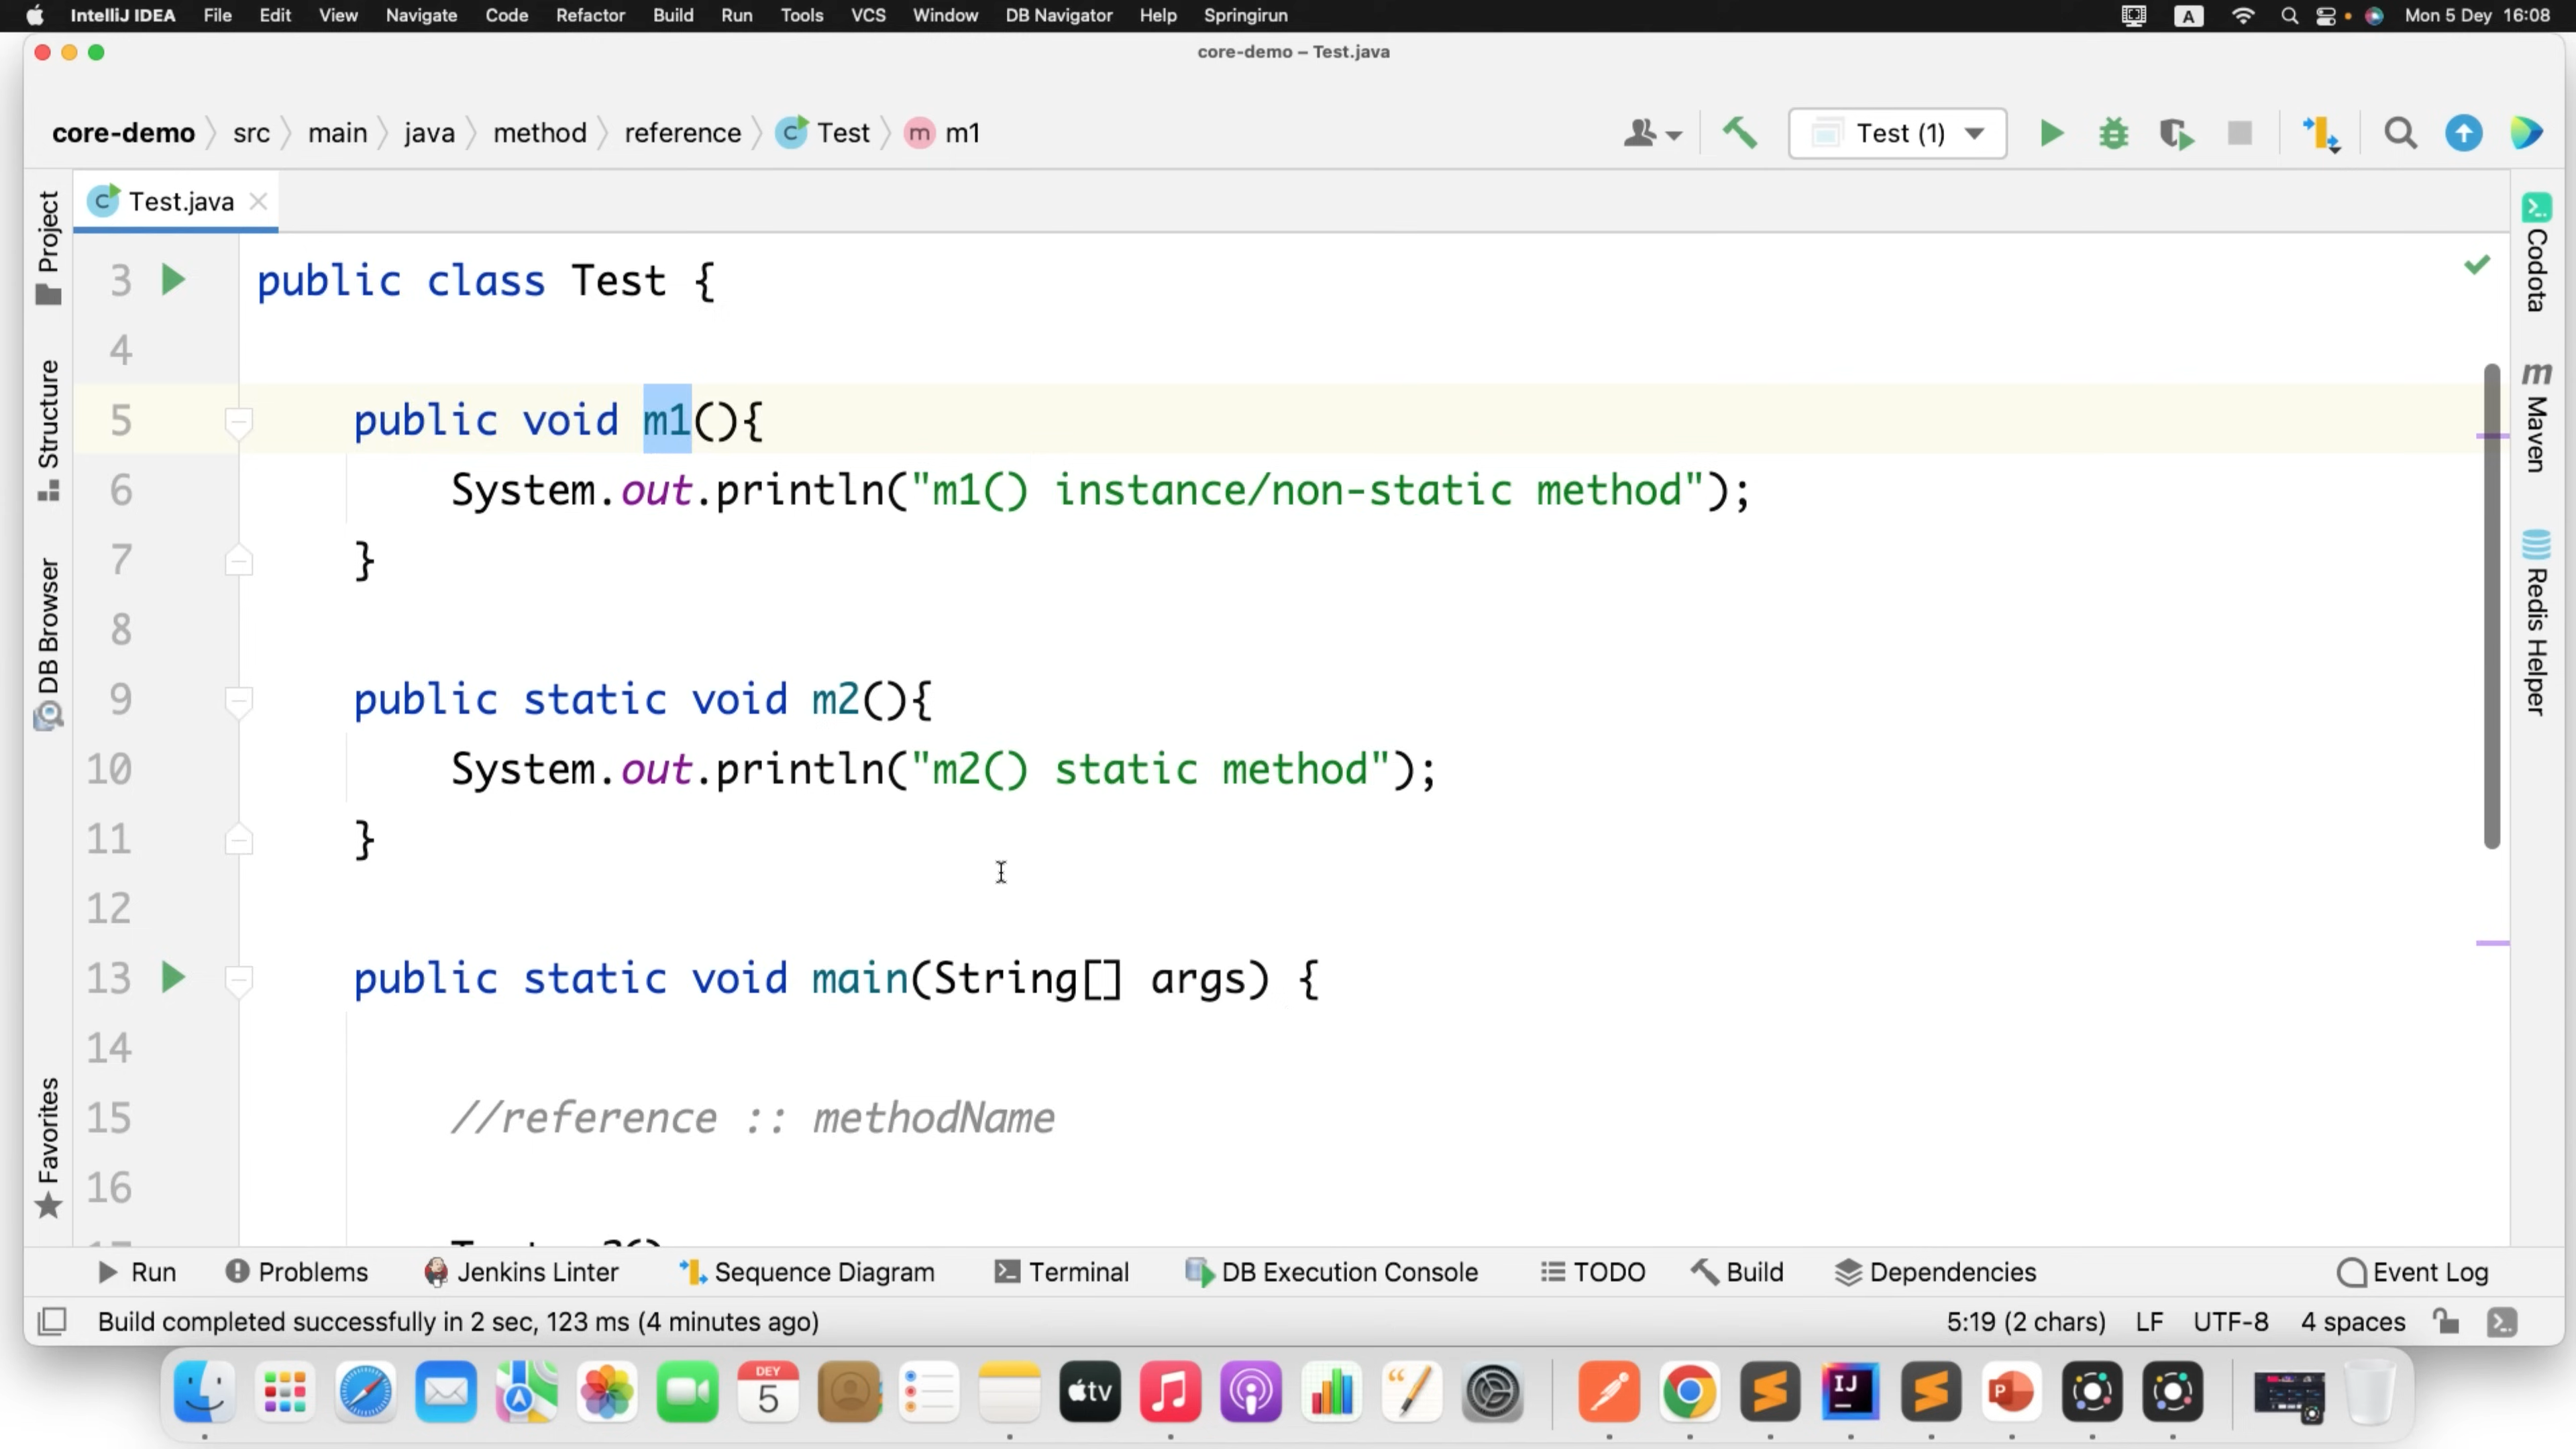 IntelliJ IDEA File Edit View Navigate Code Refactor Build Run Tools VCS Window DB Navigator Help Springirun A Mon 5 Dey 16:08
core-demo – Test.java
core-demo src main java method reference C Test m m1 Test (1)
C Test.java
Project
Structure
DB Browser
Favorites
3 public class Test {
4
5 public void m1(){
6 System.out.println("m1() instance/non-static method");
7 }
8
9 public static void m2(){
10 System.out.println("m2() static method");
11 }
12
13 public static void main(String[] args) {
14
15 //reference :: methodName
16
Codota
m Maven
Redis Helper
Run Problems Jenkins Linter Sequence Diagram Terminal DB Execution Console TODO Build Dependencies Event Log
Build completed successfully in 2 sec, 123 ms (4 minutes ago) 5:19 (2 chars) LF UTF-8 4 spaces
DEY
5
tv
IJ
P